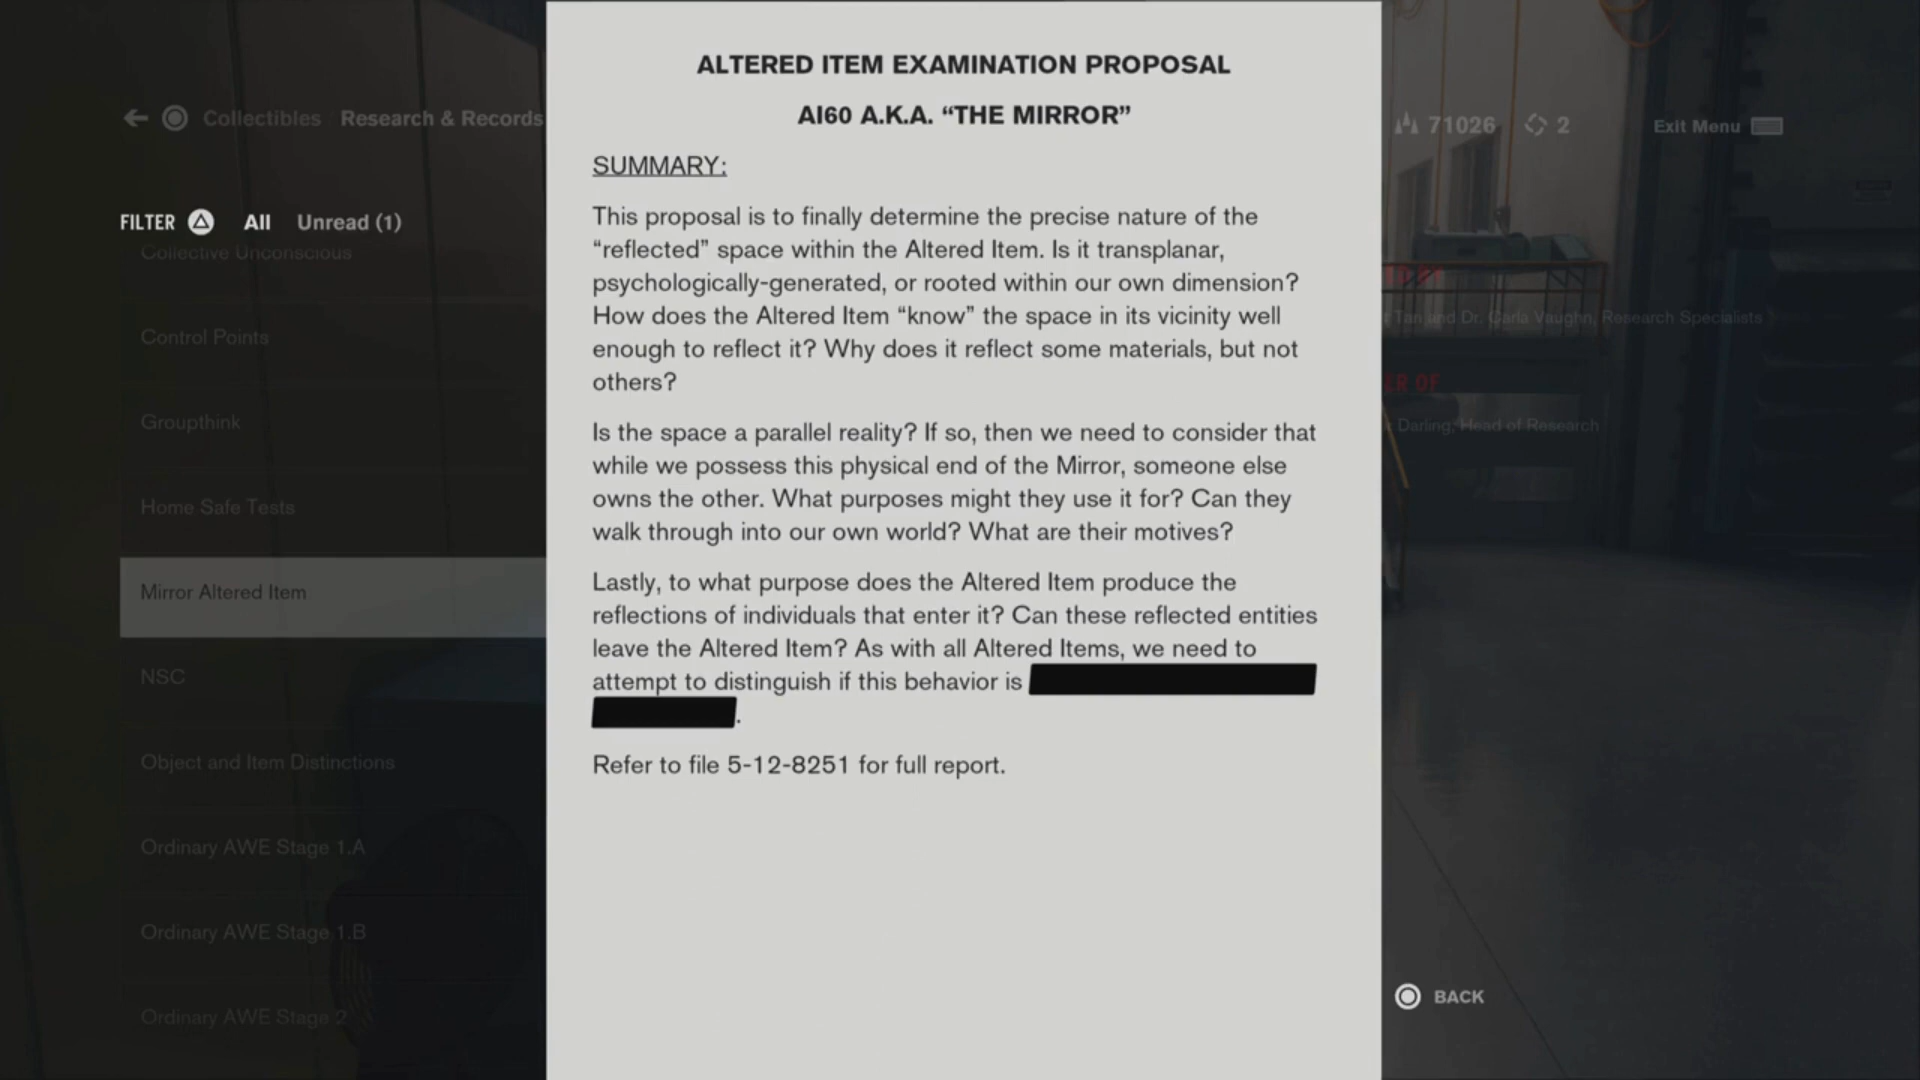 ALTERED ITEM EXAMINATION PROPOSAL
AI60 A.K.A. “THE MIRROR”
SUMMARY:
This proposal is to finally determine the precise nature of the
“reflected” space within the Altered Item. Is it transplanar,
psychologically-generated, or rooted within our own dimension?
How does the Altered Item “know” the space in its vicinity well
enough to reflect it? Why does it reflect some materials, but not
others?
Is the space a parallel reality? If so, then we need to consider that
while we possess this physical end of the Mirror, someone else
owns the other. What purposes might they use it for? Can they
walk through into our own world? What are their motives?
Lastly, to what purpose does the Altered Item produce the
reflections of individuals that enter it? Can these reflected entities
leave the Altered Item? As with all Altered Items, we need to
attempt to distinguish if this behavior is
.
Refer to file 5-12-8251 for full report.
Collectibles Research & Records
FILTER All Unread (1)
Collective Unconscious
Control Points
Groupthink
Home Safe Tests
Mirror Altered Item
NSC
Object and Item Distinctions
Ordinary AWE Stage 1.A
Ordinary AWE Stage 1.B
Ordinary AWE Stage 2
71026 2 Exit Menu
Tan and Dr. Carla Vaughn, Research Specialists
ER OF
Darling, Head of Research
BACK